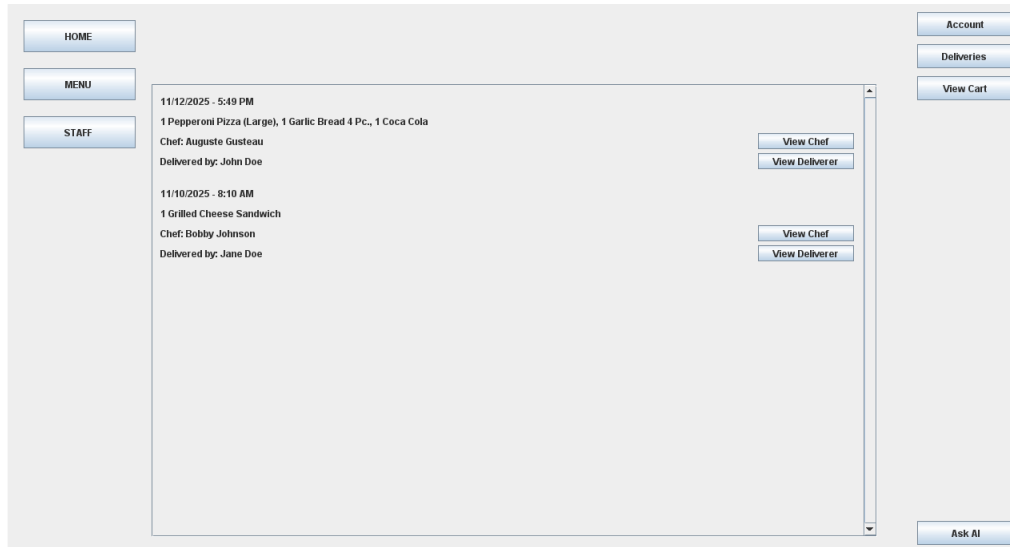 HOME
MENU
STAFF
Account
Deliveries
View Cart
11/12/2025 - 5:49 PM
1 Pepperoni Pizza (Large), 1 Garlic Bread 4 Pc., 1 Coca Cola
Chef: Auguste Gusteau
View Chef
Delivered by: John Doe
View Deliverer
11/10/2025 - 8:10 AM
1 Grilled Cheese Sandwich
Chef: Bobby Johnson
View Chef
Delivered by: Jane Doe
View Deliverer
Ask AI